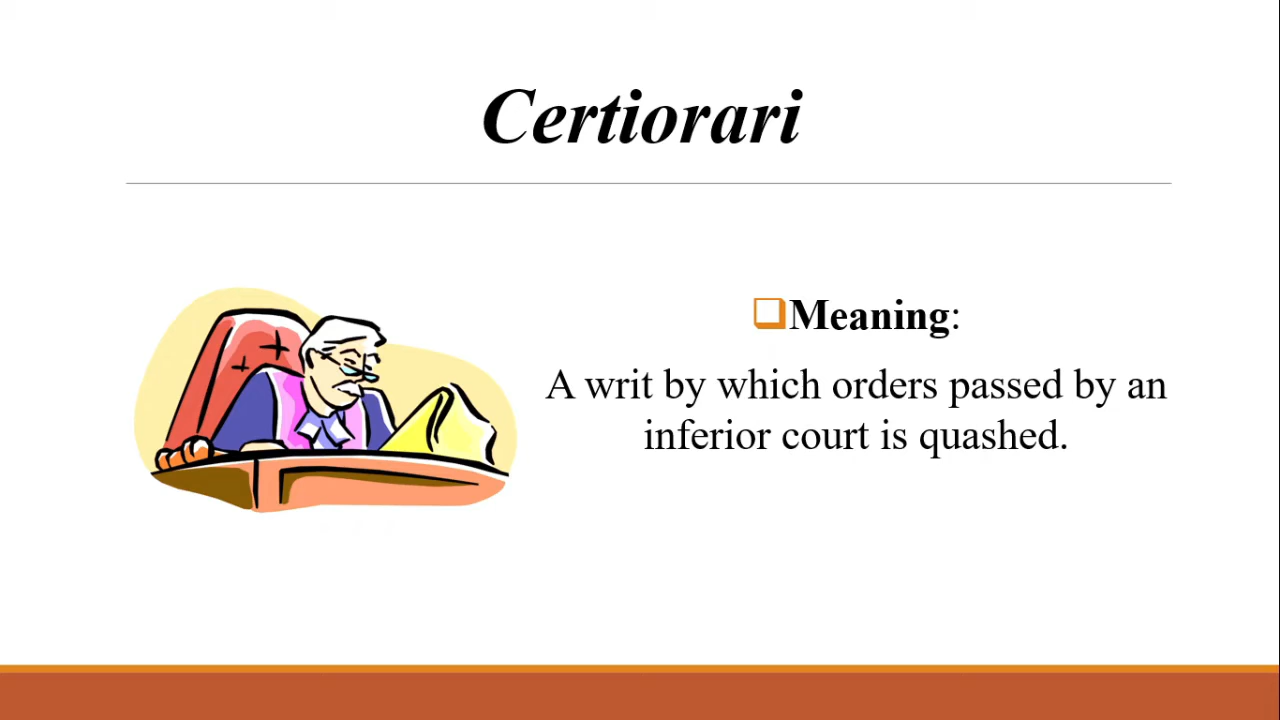 Certiorari
Meaning:
A writ by which orders passed by an
inferior court is quashed.